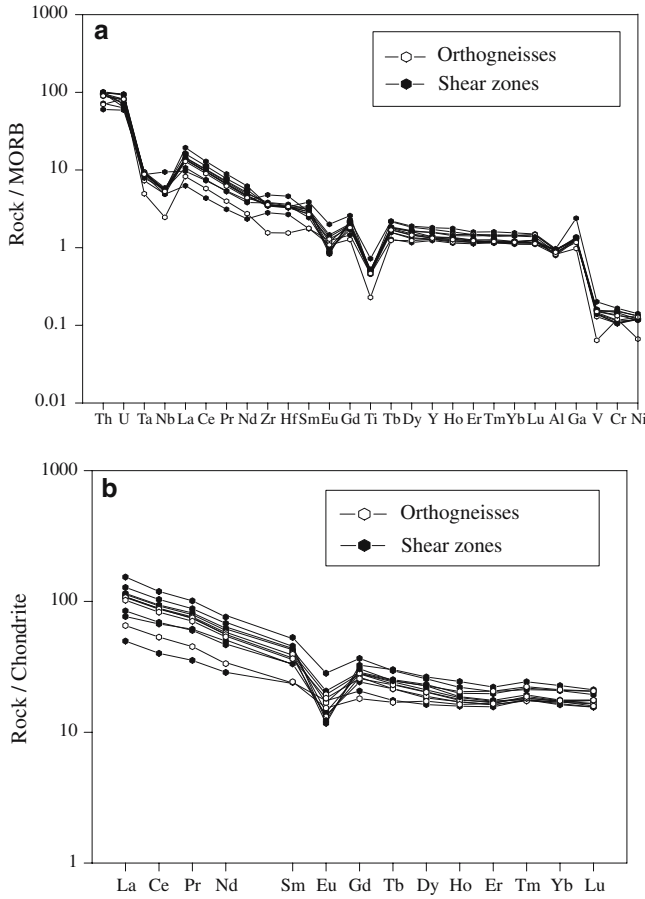 1000
a
Orthogneisses
Shear zones
100
10
1
0.1
0.01
Rock / MORB
Th U Ta Nb La Ce Pr Nd Zr Hf Sm Eu Gd Ti Tb Dy Y Ho Er Tm Yb Lu Al Ga V Cr Ni
1000
b
Orthogneisses
Shear zones
100
10
1
Rock / Chondrite
La Ce Pr Nd Sm Eu Gd Tb Dy Ho Er Tm Yb Lu